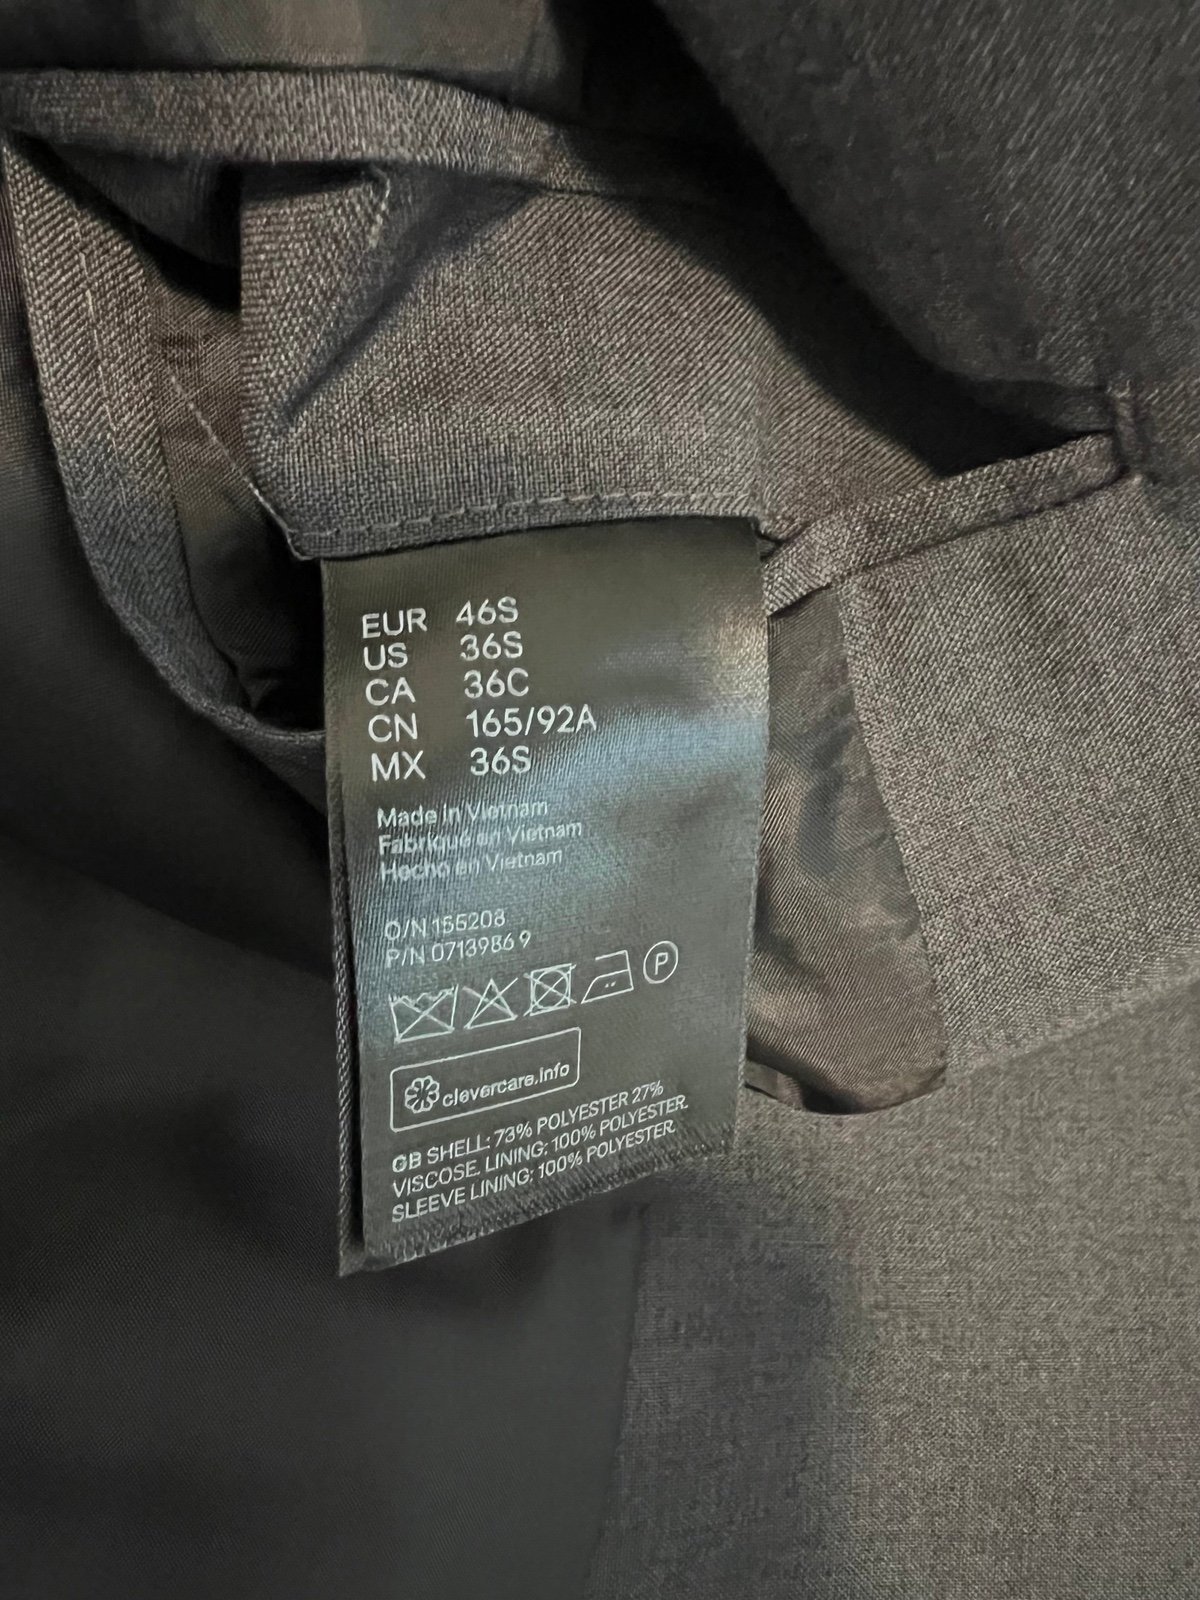 EUR 46S
US 36S
CA 36C
CN 165/92A
MX 36S
Made in Vietnam
Fabriqué en Vietnam
Hecho en Vietnam
O/N 155208
P/N 0713986 9
P
clevercare.info
GB SHELL: 73% POLYESTER 27%
VISCOSE. LINING: 100% POLYESTER.
SLEEVE LINING: 100% POLYESTER.